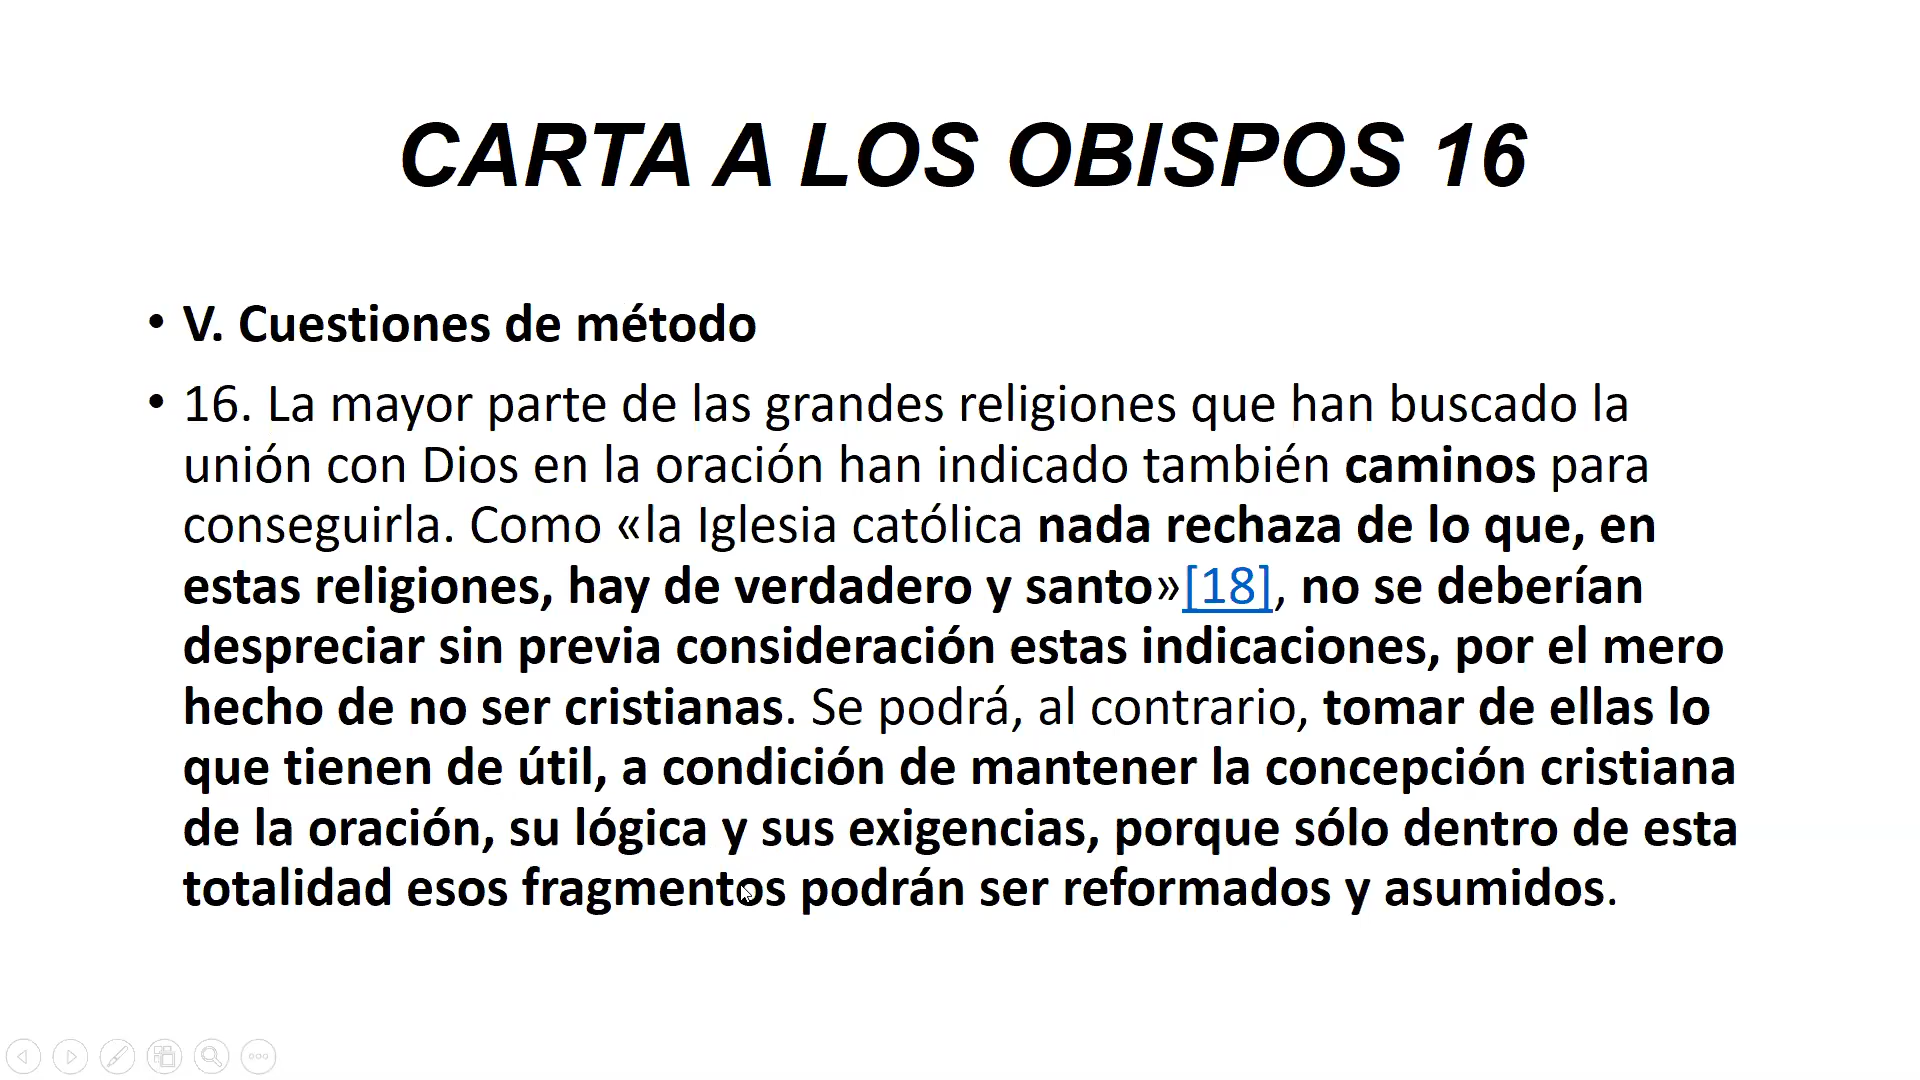 CARTA A LOS OBISPOS 16
• V. Cuestiones de método
• 16. La mayor parte de las grandes religiones que han buscado la
unión con Dios en la oración han indicado también caminos para
conseguirla. Como «la Iglesia católica nada rechaza de lo que, en
estas religiones, hay de verdadero y santo»[18], no se deberían
despreciar sin previa consideración estas indicaciones, por el mero
hecho de no ser cristianas. Se podrá, al contrario, tomar de ellas lo
que tienen de útil, a condición de mantener la concepción cristiana
de la oración, su lógica y sus exigencias, porque sólo dentro de esta
totalidad esos fragmentos podrán ser reformados y asumidos.